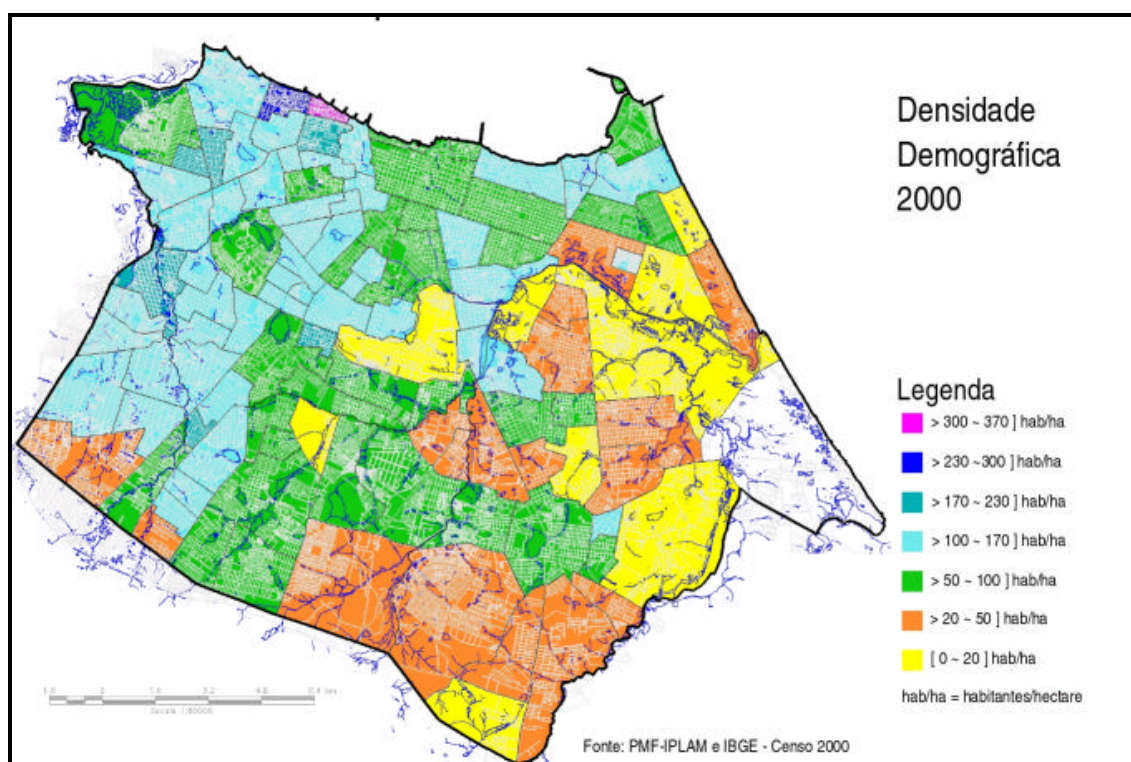 Densidade
Demográfica
2000
Legenda
> 300 ~ 370 ] hab/ha
> 230 ~300 ] hab/ha
> 170 ~ 230 ] hab/ha
> 100 ~ 170 ] hab/ha
> 50 ~ 100 ] hab/ha
> 20 ~ 50 ] hab/ha
[ 0 ~ 20 ] hab/ha
hab/ha = habitantes/hectare
Fonte: PMF-IPLAM e IBGE - Censo 2000